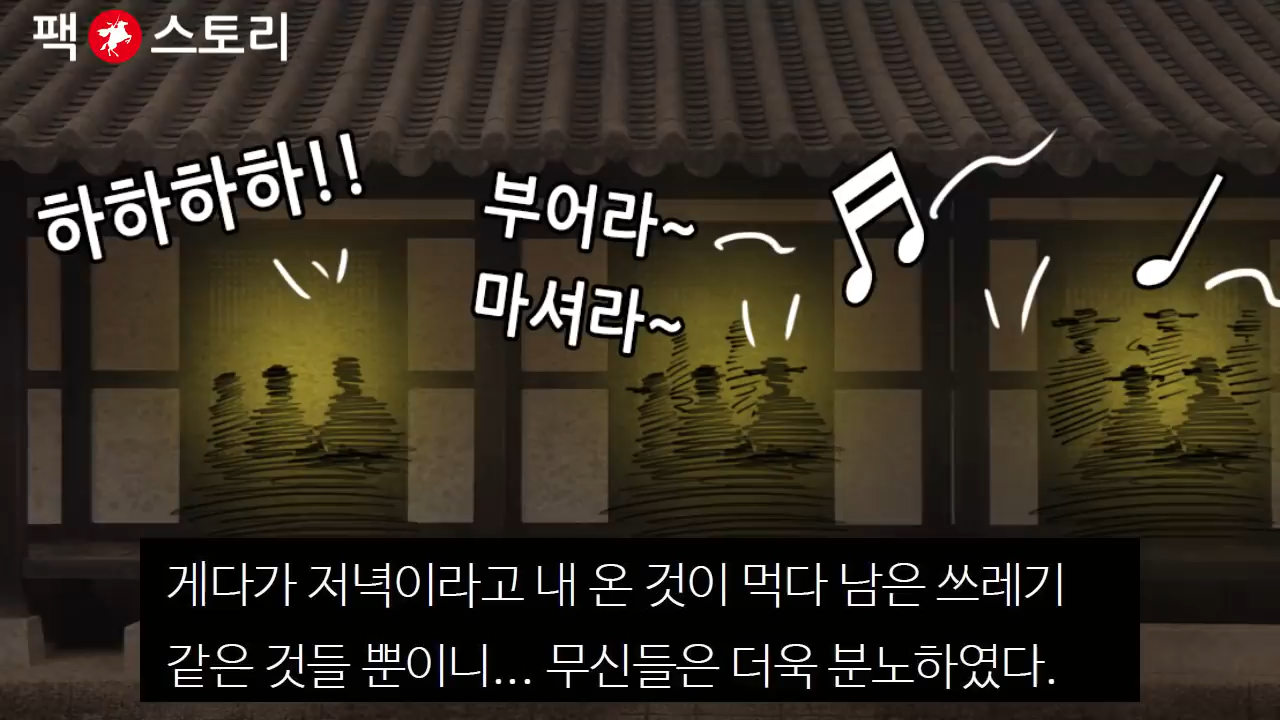 팩 스토리
하하하하!!
부어라~
마셔라~
게다가 저녁이라고 내 온 것이 먹다 남은 쓰레기
같은 것들 뿐이니... 무신들은 더욱 분노하였다.